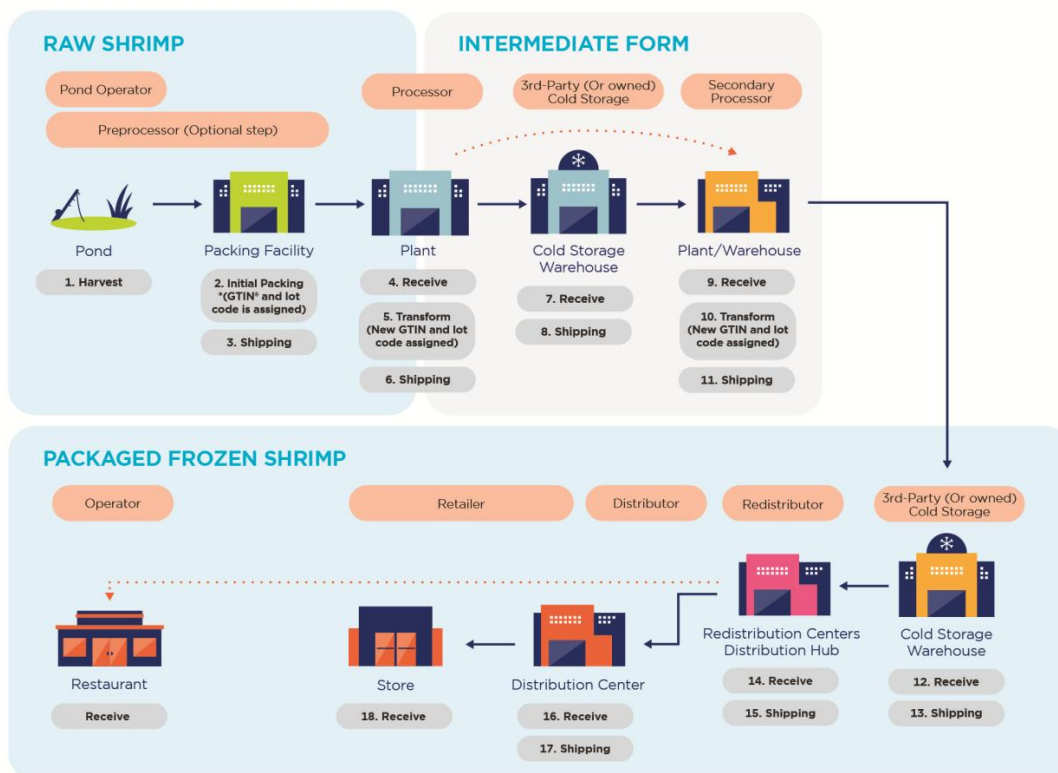 RAW SHRIMP
INTERMEDIATE FORM
Pond Operator
Processor
3rd-Party (Or owned)
Cold Storage
Secondary
Processor
Preprocessor (Optional step)
Pond
Packing Facility
Plant
Cold Storage
Warehouse
Plant/Warehouse
1. Harvest
2. Initial Packing
*(GTIN® and lot
code is assigned)
3. Shipping
4. Receive
5. Transform
(New GTIN and lot
code assigned)
6. Shipping
7. Receive
8. Shipping
9. Receive
10. Transform
(New GTIN and lot
code assigned)
11. Shipping
PACKAGED FROZEN SHRIMP
Operator
Retailer
Distributor
Redistributor
3rd-Party (Or owned)
Cold Storage
Restaurant
Store
Distribution Center
Redistribution Centers
Distribution Hub
Cold Storage
Warehouse
Receive
18. Receive
16. Receive
17. Shipping
14. Receive
15. Shipping
12. Receive
13. Shipping